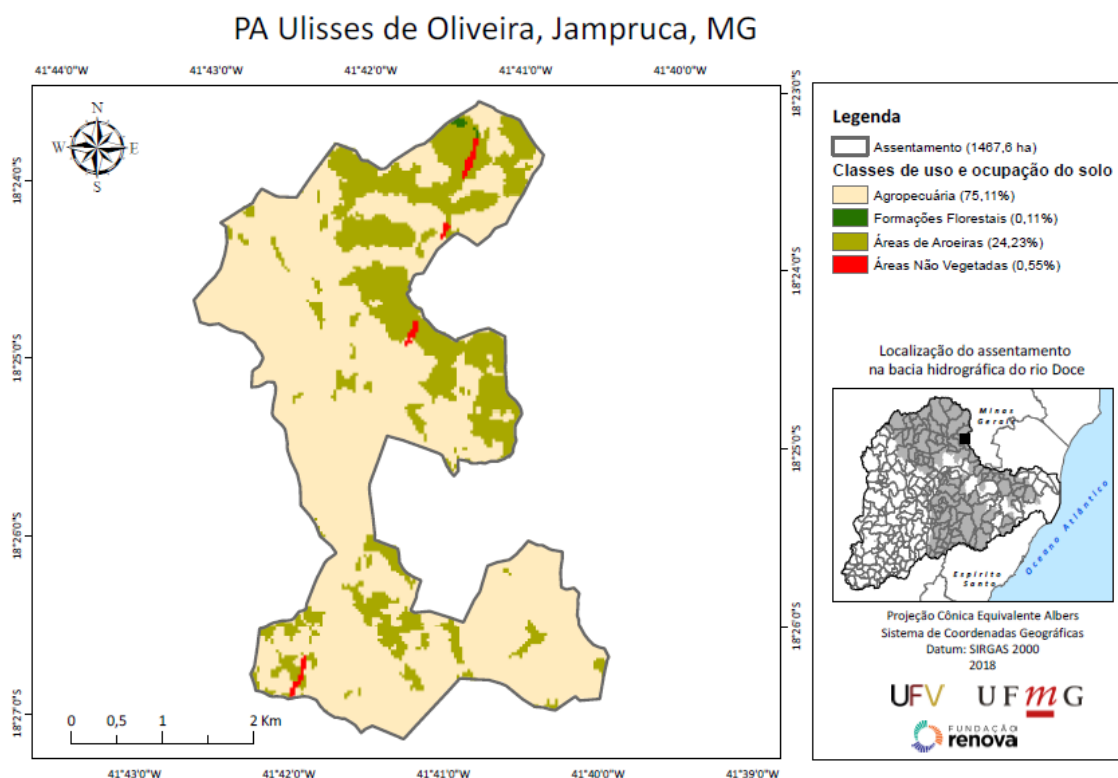 PA Ulisses de Oliveira, Jampruca, MG
41°44'0"W 41°43'0"W 41°42'0"W 41°41'0"W 41°40'0"W
N
W E
S
18°24'0"S
18°25'0"S
18°26'0"S
18°27'0"S
18°23'0"S
18°24'0"S
18°25'0"S
18°26'0"S
0 0,5 1 2 Km
41°43'0"W 41°42'0"W 41°41'0"W 41°40'0"W 41°39'0"W
Legenda
Assentamento (1467,6 ha)
Classes de uso e ocupação do solo
Agropecuária (75,11%)
Formações Florestais (0,11%)
Áreas de Aroeiras (24,23%)
Áreas Não Vegetadas (0,55%)
Localização do assentamento
na bacia hidrográfica do rio Doce
Minas
Gerais
Oceano Atlântico
Espírito
Santo
Projeção Cônica Equivalente Albers
Sistema de Coordenadas Geográficas
Datum: SIRGAS 2000
2018
UFV UFmG
FUNDAÇÃO
renova